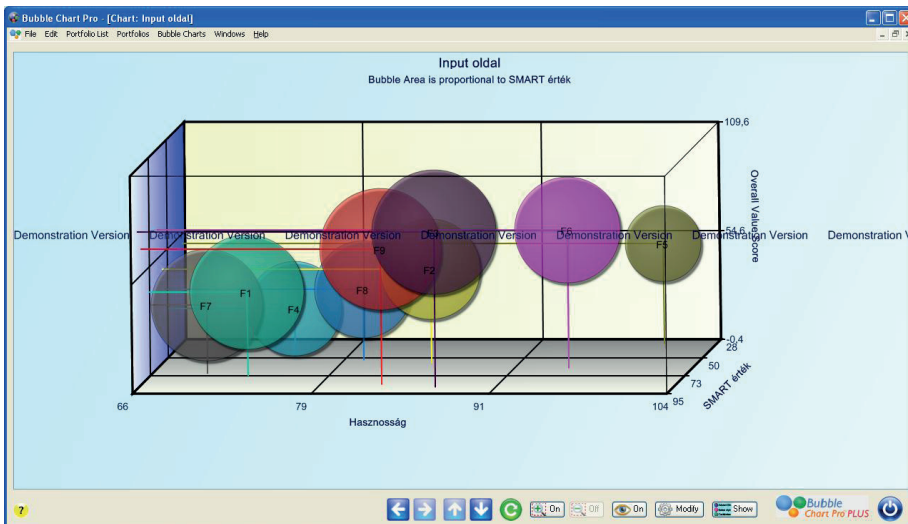 Bubble Chart Pro - [Chart: Input oldal]
File Edit Portfolio List Portfolios Bubble Charts Windows Help
Input oldal
Bubble Area is proportional to SMART érték
109,6
Overall Value Score
54,6
Demonstration Version Demonstration Version Demonstration Version Demonstration Version Demonstration Version Demonstration Version Demonstration V
F6
F5
F9
F2
F8
F1
F7
F4
-0,4
28
50
73
95
SMART érték
66
79
91
104
Hasznosság
? On Off On Modify Show
Bubble
Chart Pro PLUS